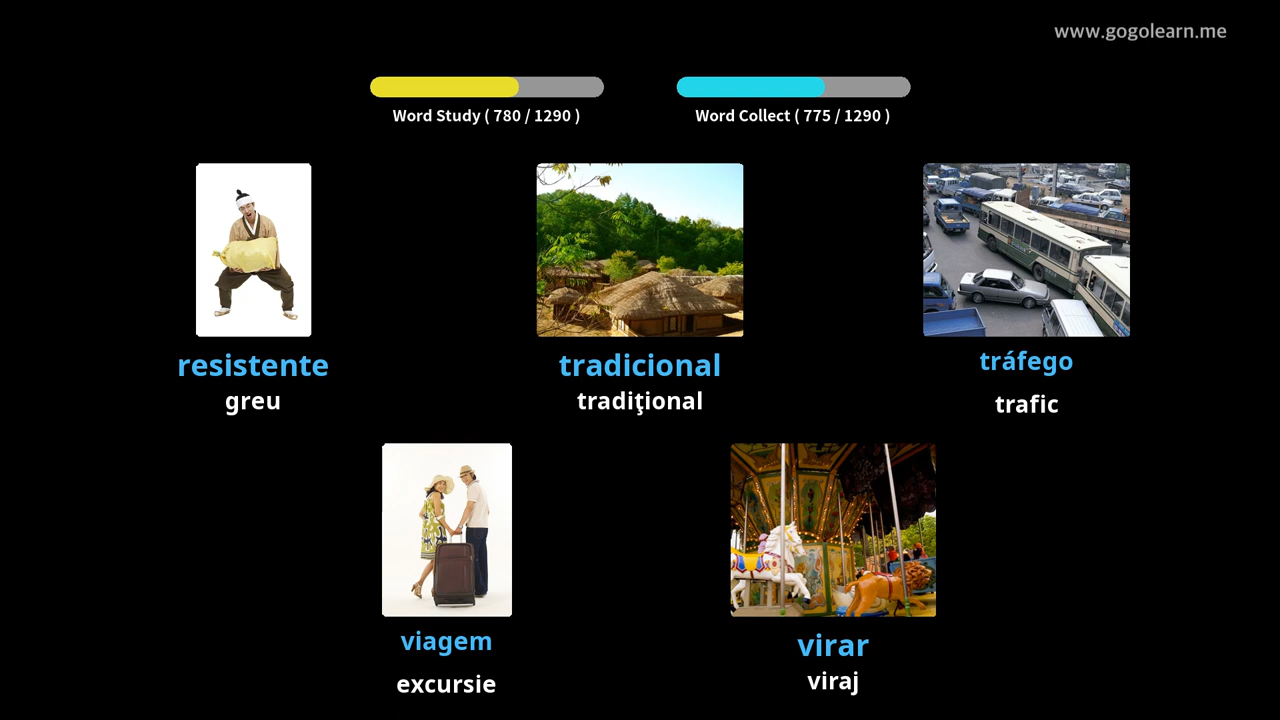 www.gogolearn.me
Word Study ( 780 / 1290 )
Word Collect ( 775 / 1290 )
resistente
greu
tradicional
tradiţional
tráfego
trafic
viagem
excursie
virar
viraj